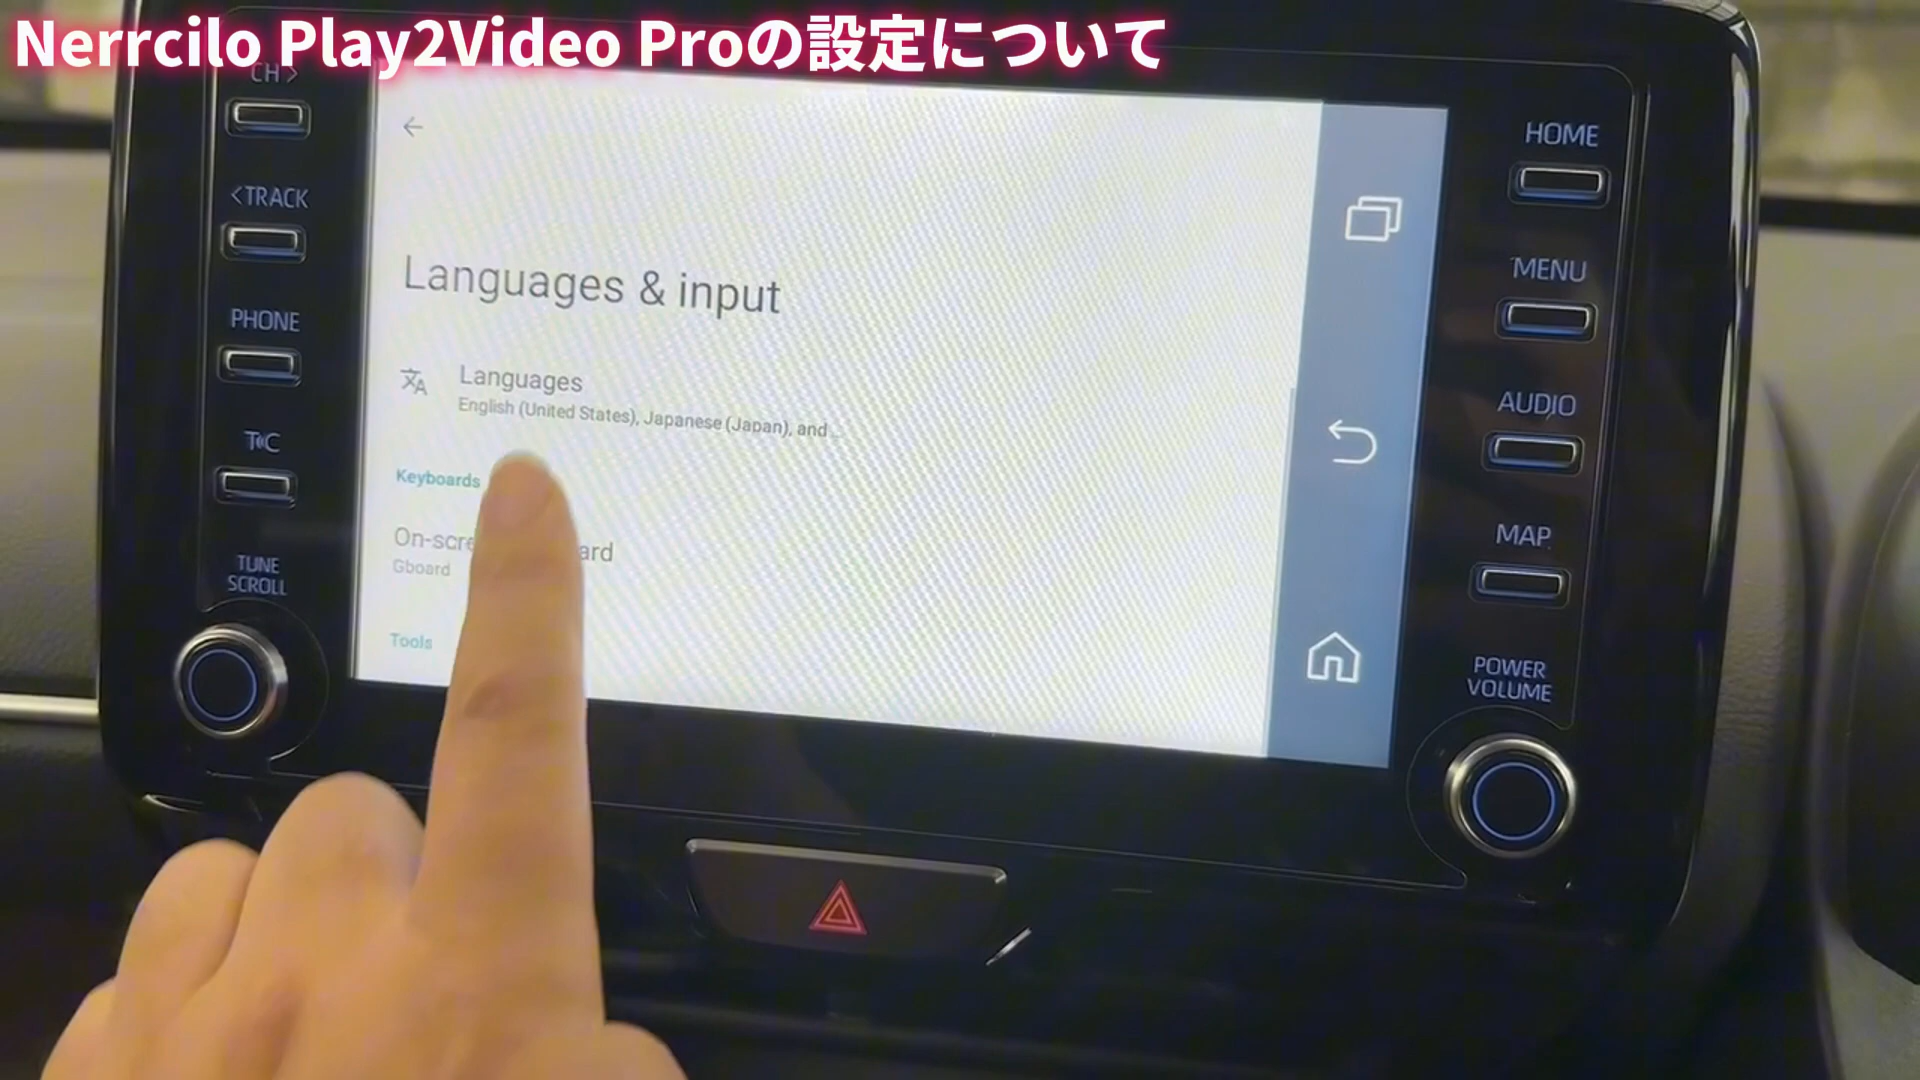 Nerrcilo Play2Video Proの設定について
CH >
<TRACK
PHONE
TUNE
SCROLL
Languages & input
Languages
English (United States), Japanese (Japan), and ...
Keyboards
On-scre ard
Gboard
Tools
HOME
MENU
AUDIO
MAP
POWER
VOLUME